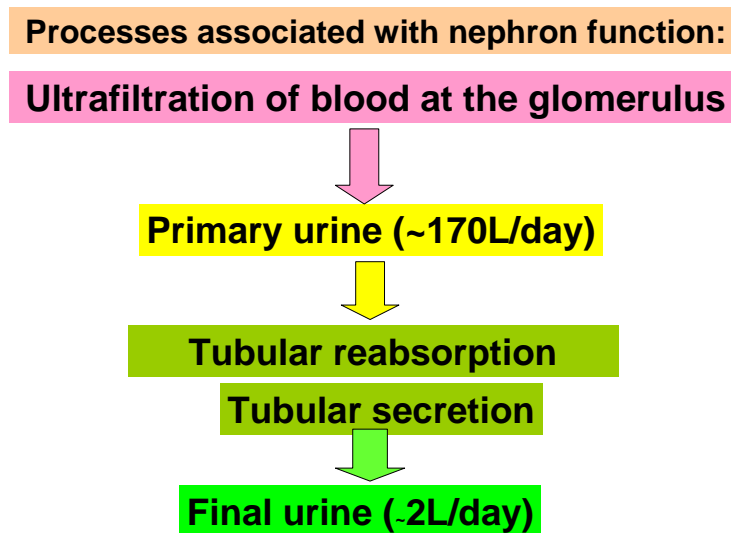 Processes associated with nephron function:
Ultrafiltration of blood at the glomerulus
Primary urine (~170L/day)
Tubular reabsorption
Tubular secretion
Final urine (~2L/day)